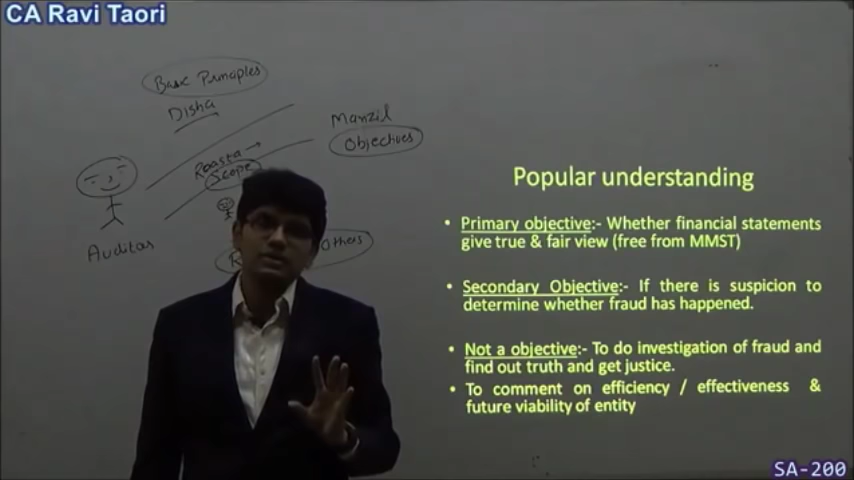 CA Ravi Taori
Basic Principles
Disha
Manzil
Objectives
Raasta →
Scope
Auditor
R
Others
Popular understanding
• Primary objective:- Whether financial statements
give true & fair view (free from MMST)
• Secondary Objective:- If there is suspicion to
determine whether fraud has happened.
• Not a objective:- To do investigation of fraud and
find out truth and get justice.
• To comment on efficiency / effectiveness &
future viability of entity
SA-200